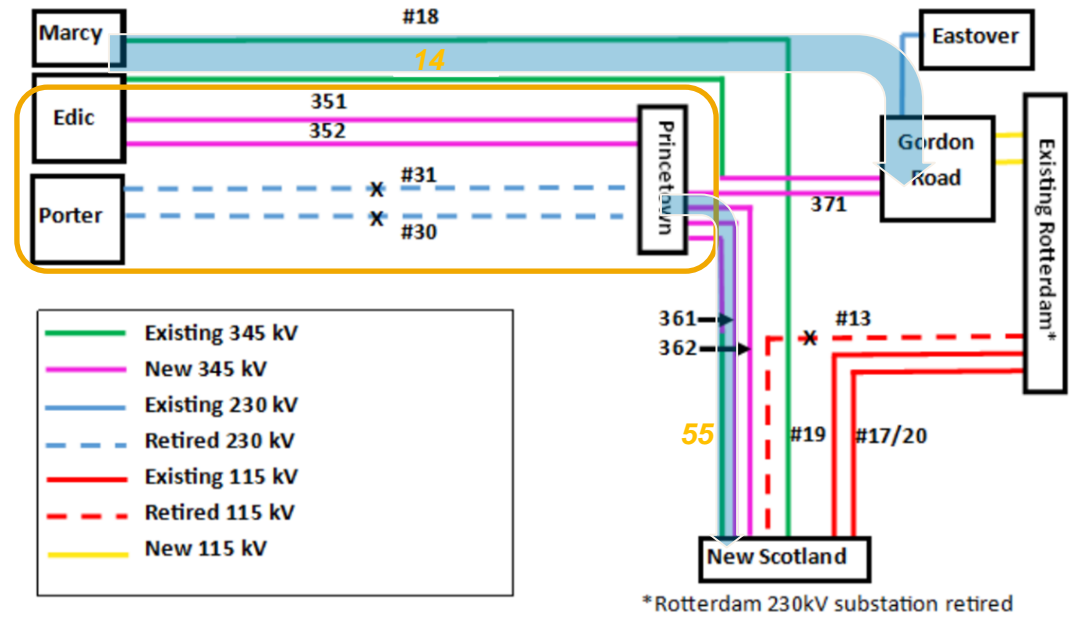 #18
Marcy
14
Eastover
Edic
351
352
Princetown
Gordon
Road
Existing Rotterdam*
#31
X
Porter
#30
X
371
361
362
#13
X
55
#19
#17/20
New Scotland
*Rotterdam 230kV substation retired
Existing 345 kV
New 345 kV
Existing 230 kV
Retired 230 kV
Existing 115 kV
Retired 115 kV
New 115 kV